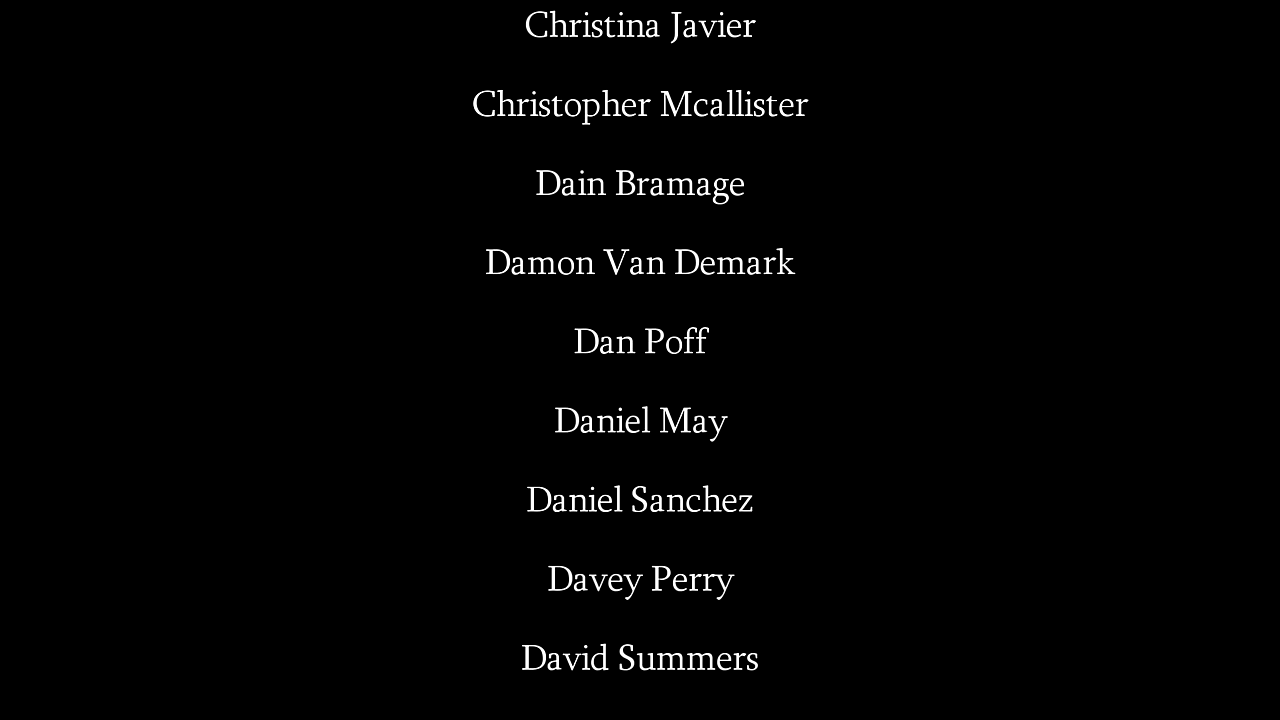 Christina Javier
Christopher Mcallister
Dain Bramage
Damon Van Demark
Dan Poff
Daniel May
Daniel Sanchez
Davey Perry
David Summers